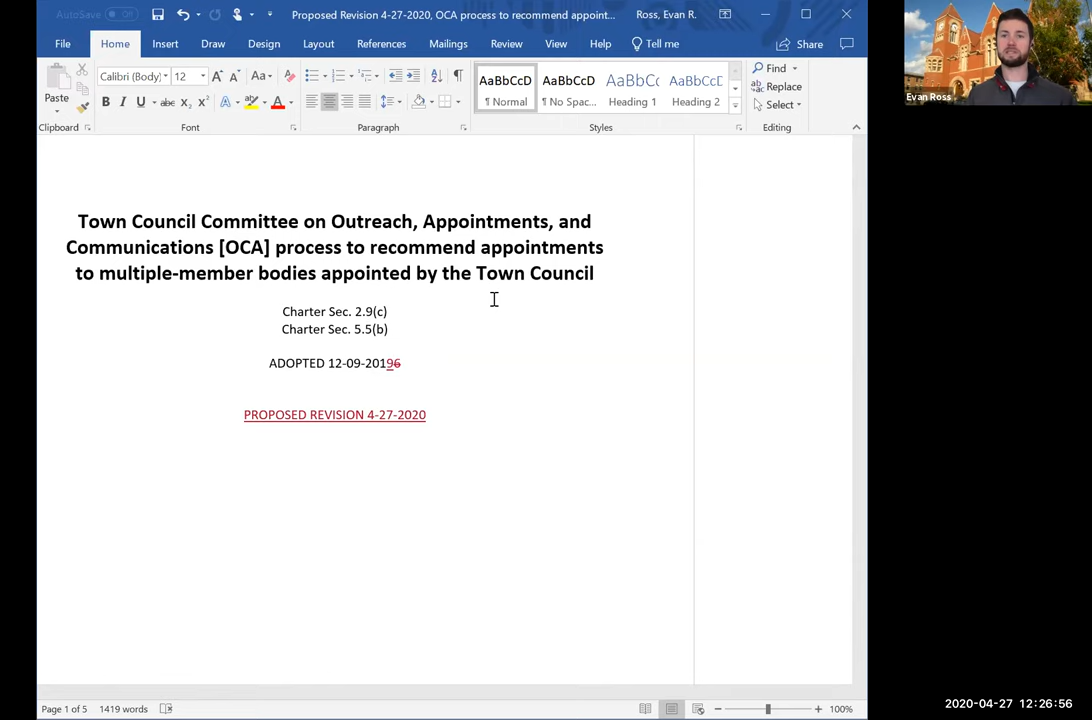 AutoSave Off Proposed Revision 4-27-2020, OCA process to recommend appoint... Ross, Evan R.
File Home Insert Draw Design Layout References Mailings Review View Help Tell me Share
Paste Calibri (Body) 12 A A Aa
B I U abc A A
AaBbCcD AaBbCcD AaBbCc AaBbCcE
¶ Normal ¶ No Spac... Heading 1 Heading 2
Find
Replace
Select
Clipboard Font Paragraph Styles Editing
Town Council Committee on Outreach, Appointments, and
Communications [OCA] process to recommend appointments
to multiple-member bodies appointed by the Town Council
Charter Sec. 2.9(c)
Charter Sec. 5.5(b)
ADOPTED 12-09-20196
PROPOSED REVISION 4-27-2020
Page 1 of 5 1419 words 100%
Evan Ross
2020-04-27 12:26:56